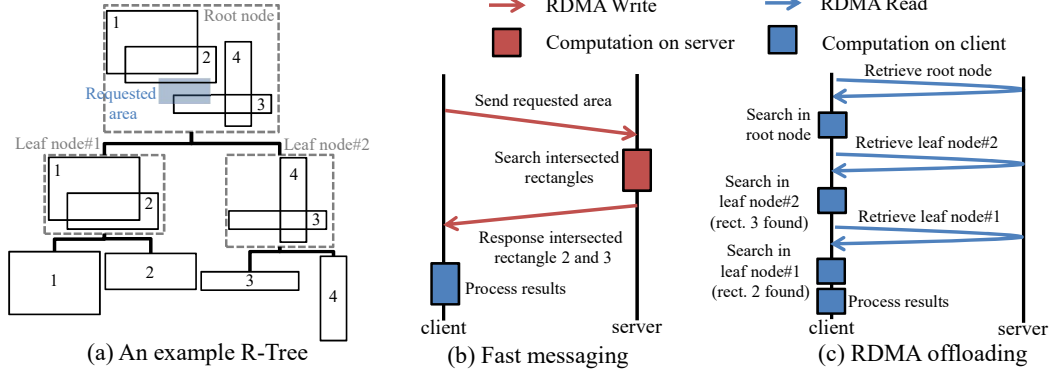 Root node
1
2
4
3
Requested
area
Leaf node#1
1
2
Leaf node#2
4
3
1
2
3
4
(a) An example R-Tree
RDMA Write
Computation on server
Send requested area
Search intersected
rectangles
Response intersected
rectangle 2 and 3
Process results
client
server
(b) Fast messaging
RDMA Read
Computation on client
Retrieve root node
Search in
root node
Retrieve leaf node#2
Search in
leaf node#2
(rect. 3 found)
Retrieve leaf node#1
Search in
leaf node#1
(rect. 2 found)
Process results
client
server
(c) RDMA offloading